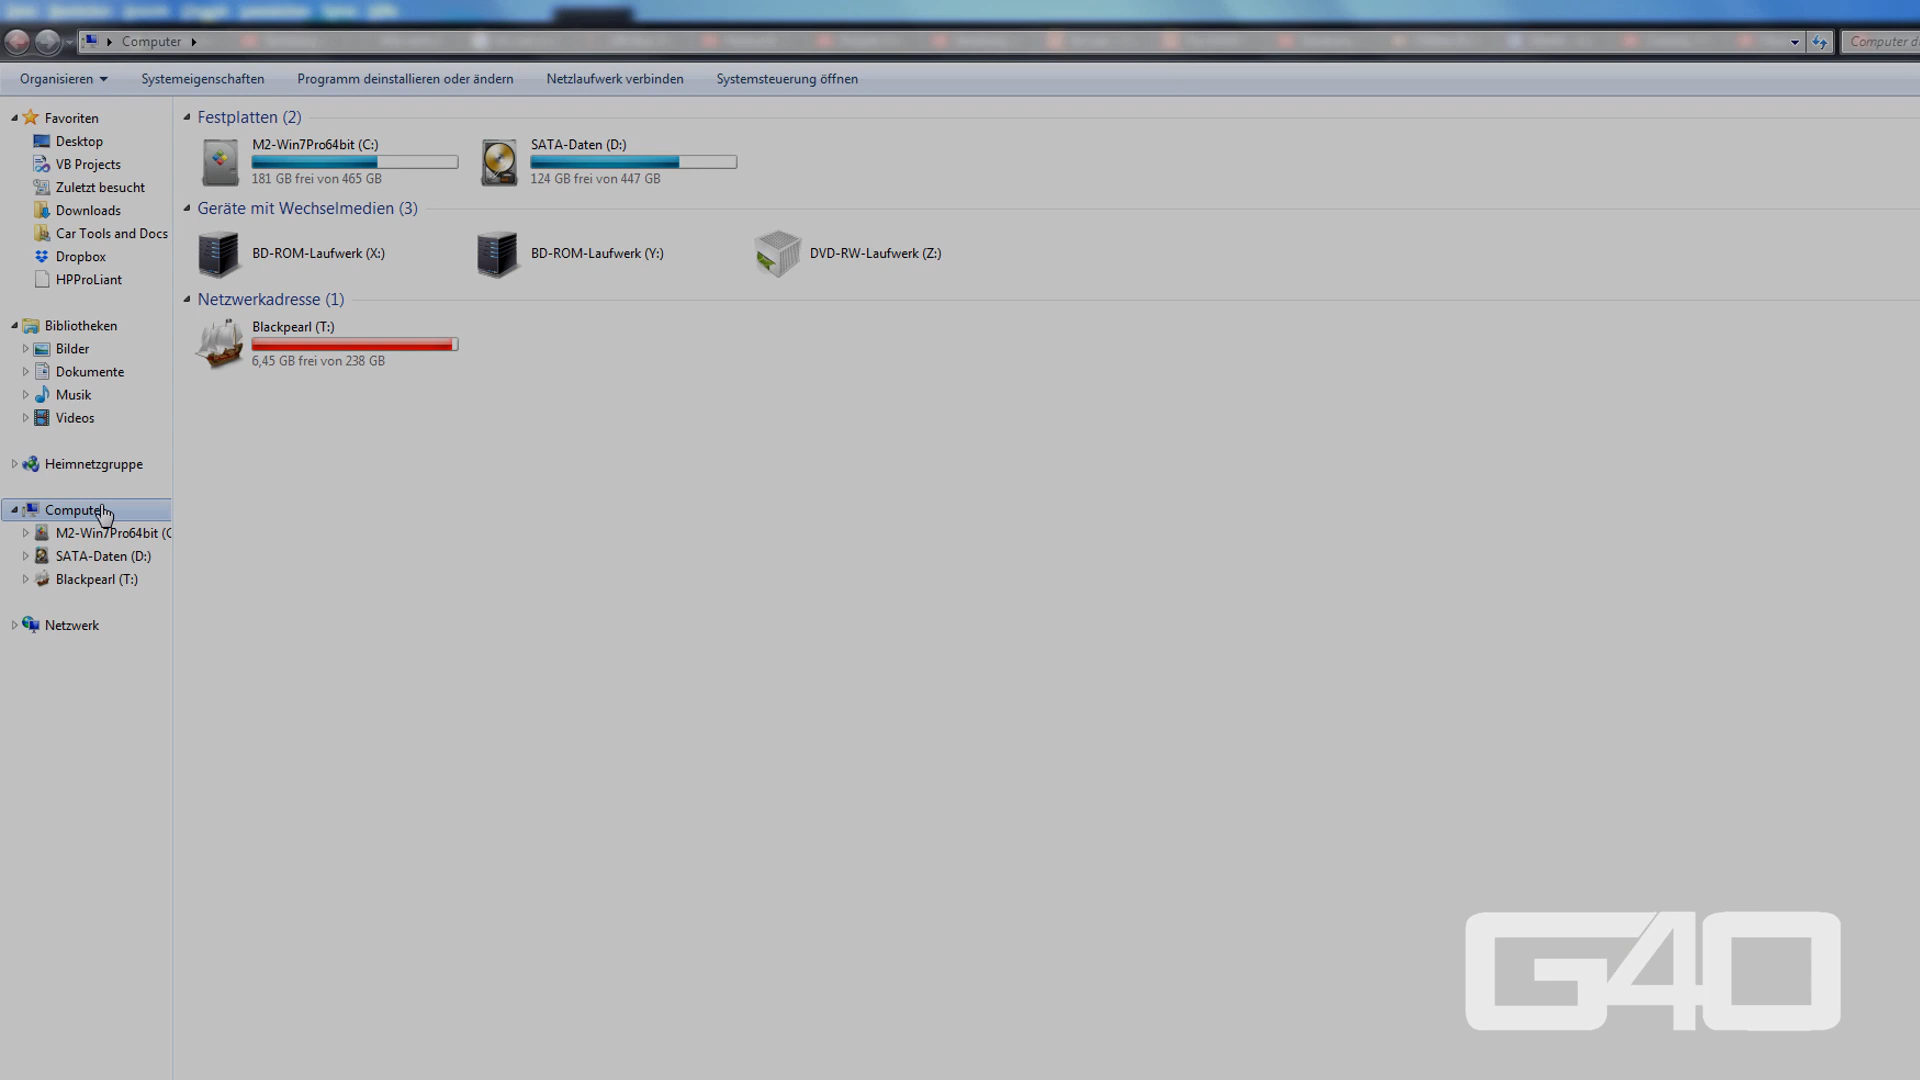 Computer
Computer d
Organisieren
Systemeigenschaften
Programm deinstallieren oder ändern
Netzlaufwerk verbinden
Systemsteuerung öffnen
Favoriten
Desktop
VB Projects
Zuletzt besucht
Downloads
Car Tools and Docs
Dropbox
HPProLiant
Bibliotheken
Bilder
Dokumente
Musik
Videos
Heimnetzgruppe
Computer
M2-Win7Pro64bit (C
SATA-Daten (D:)
Blackpearl (T:)
Netzwerk
Festplatten (2)
M2-Win7Pro64bit (C:)
181 GB frei von 465 GB
SATA-Daten (D:)
124 GB frei von 447 GB
Geräte mit Wechselmedien (3)
BD-ROM-Laufwerk (X:)
BD-ROM-Laufwerk (Y:)
DVD-RW-Laufwerk (Z:)
Netzwerkadresse (1)
Blackpearl (T:)
6,45 GB frei von 238 GB
G40